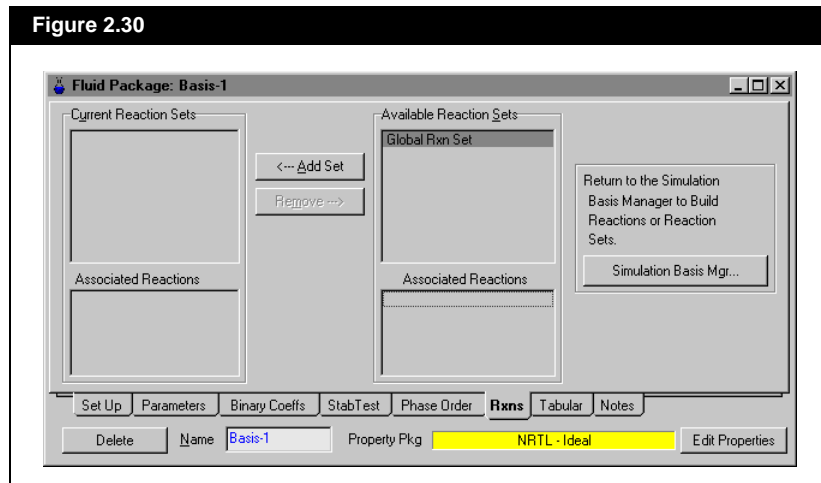 Figure 2.30
Fluid Package: Basis-1
Current Reaction Sets
Available Reaction Sets
Global Rxn Set
<--- Add Set
Remove --->
Return to the Simulation
Basis Manager to Build
Reactions or Reaction
Sets.
Simulation Basis Mgr...
Associated Reactions
Associated Reactions
Set Up
Parameters
Binary Coeffs
StabTest
Phase Order
Rxns
Tabular
Notes
Delete
Name
Basis-1
Property Pkg
NRTL - Ideal
Edit Properties